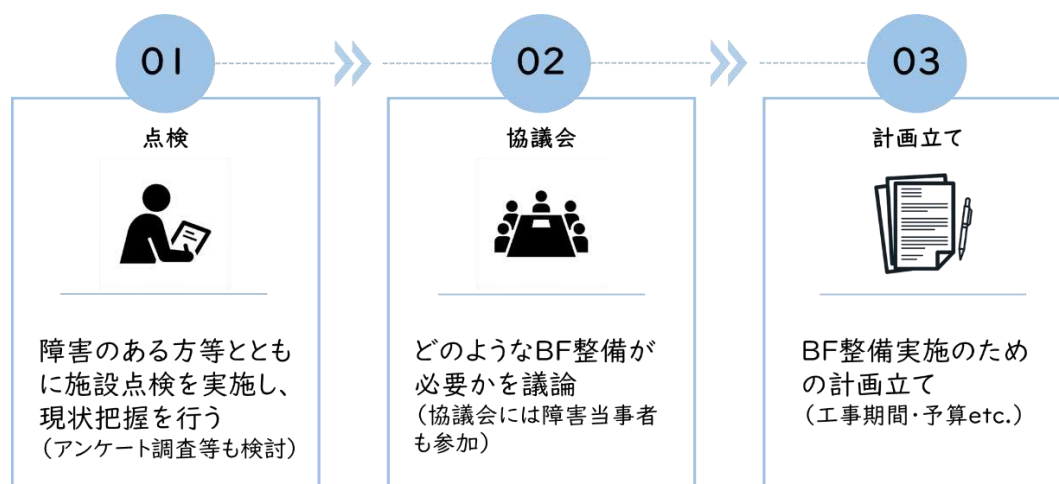 01
点検
障害のある方等ととも
に施設点検を実施し、
現状把握を行う
（アンケート調査等も検討）
02
協議会
どのようなBF整備が
必要かを議論
（協議会には障害当事者
も参加）
03
計画立て
BF整備実施のため
の計画立て
（工事期間・予算etc.）